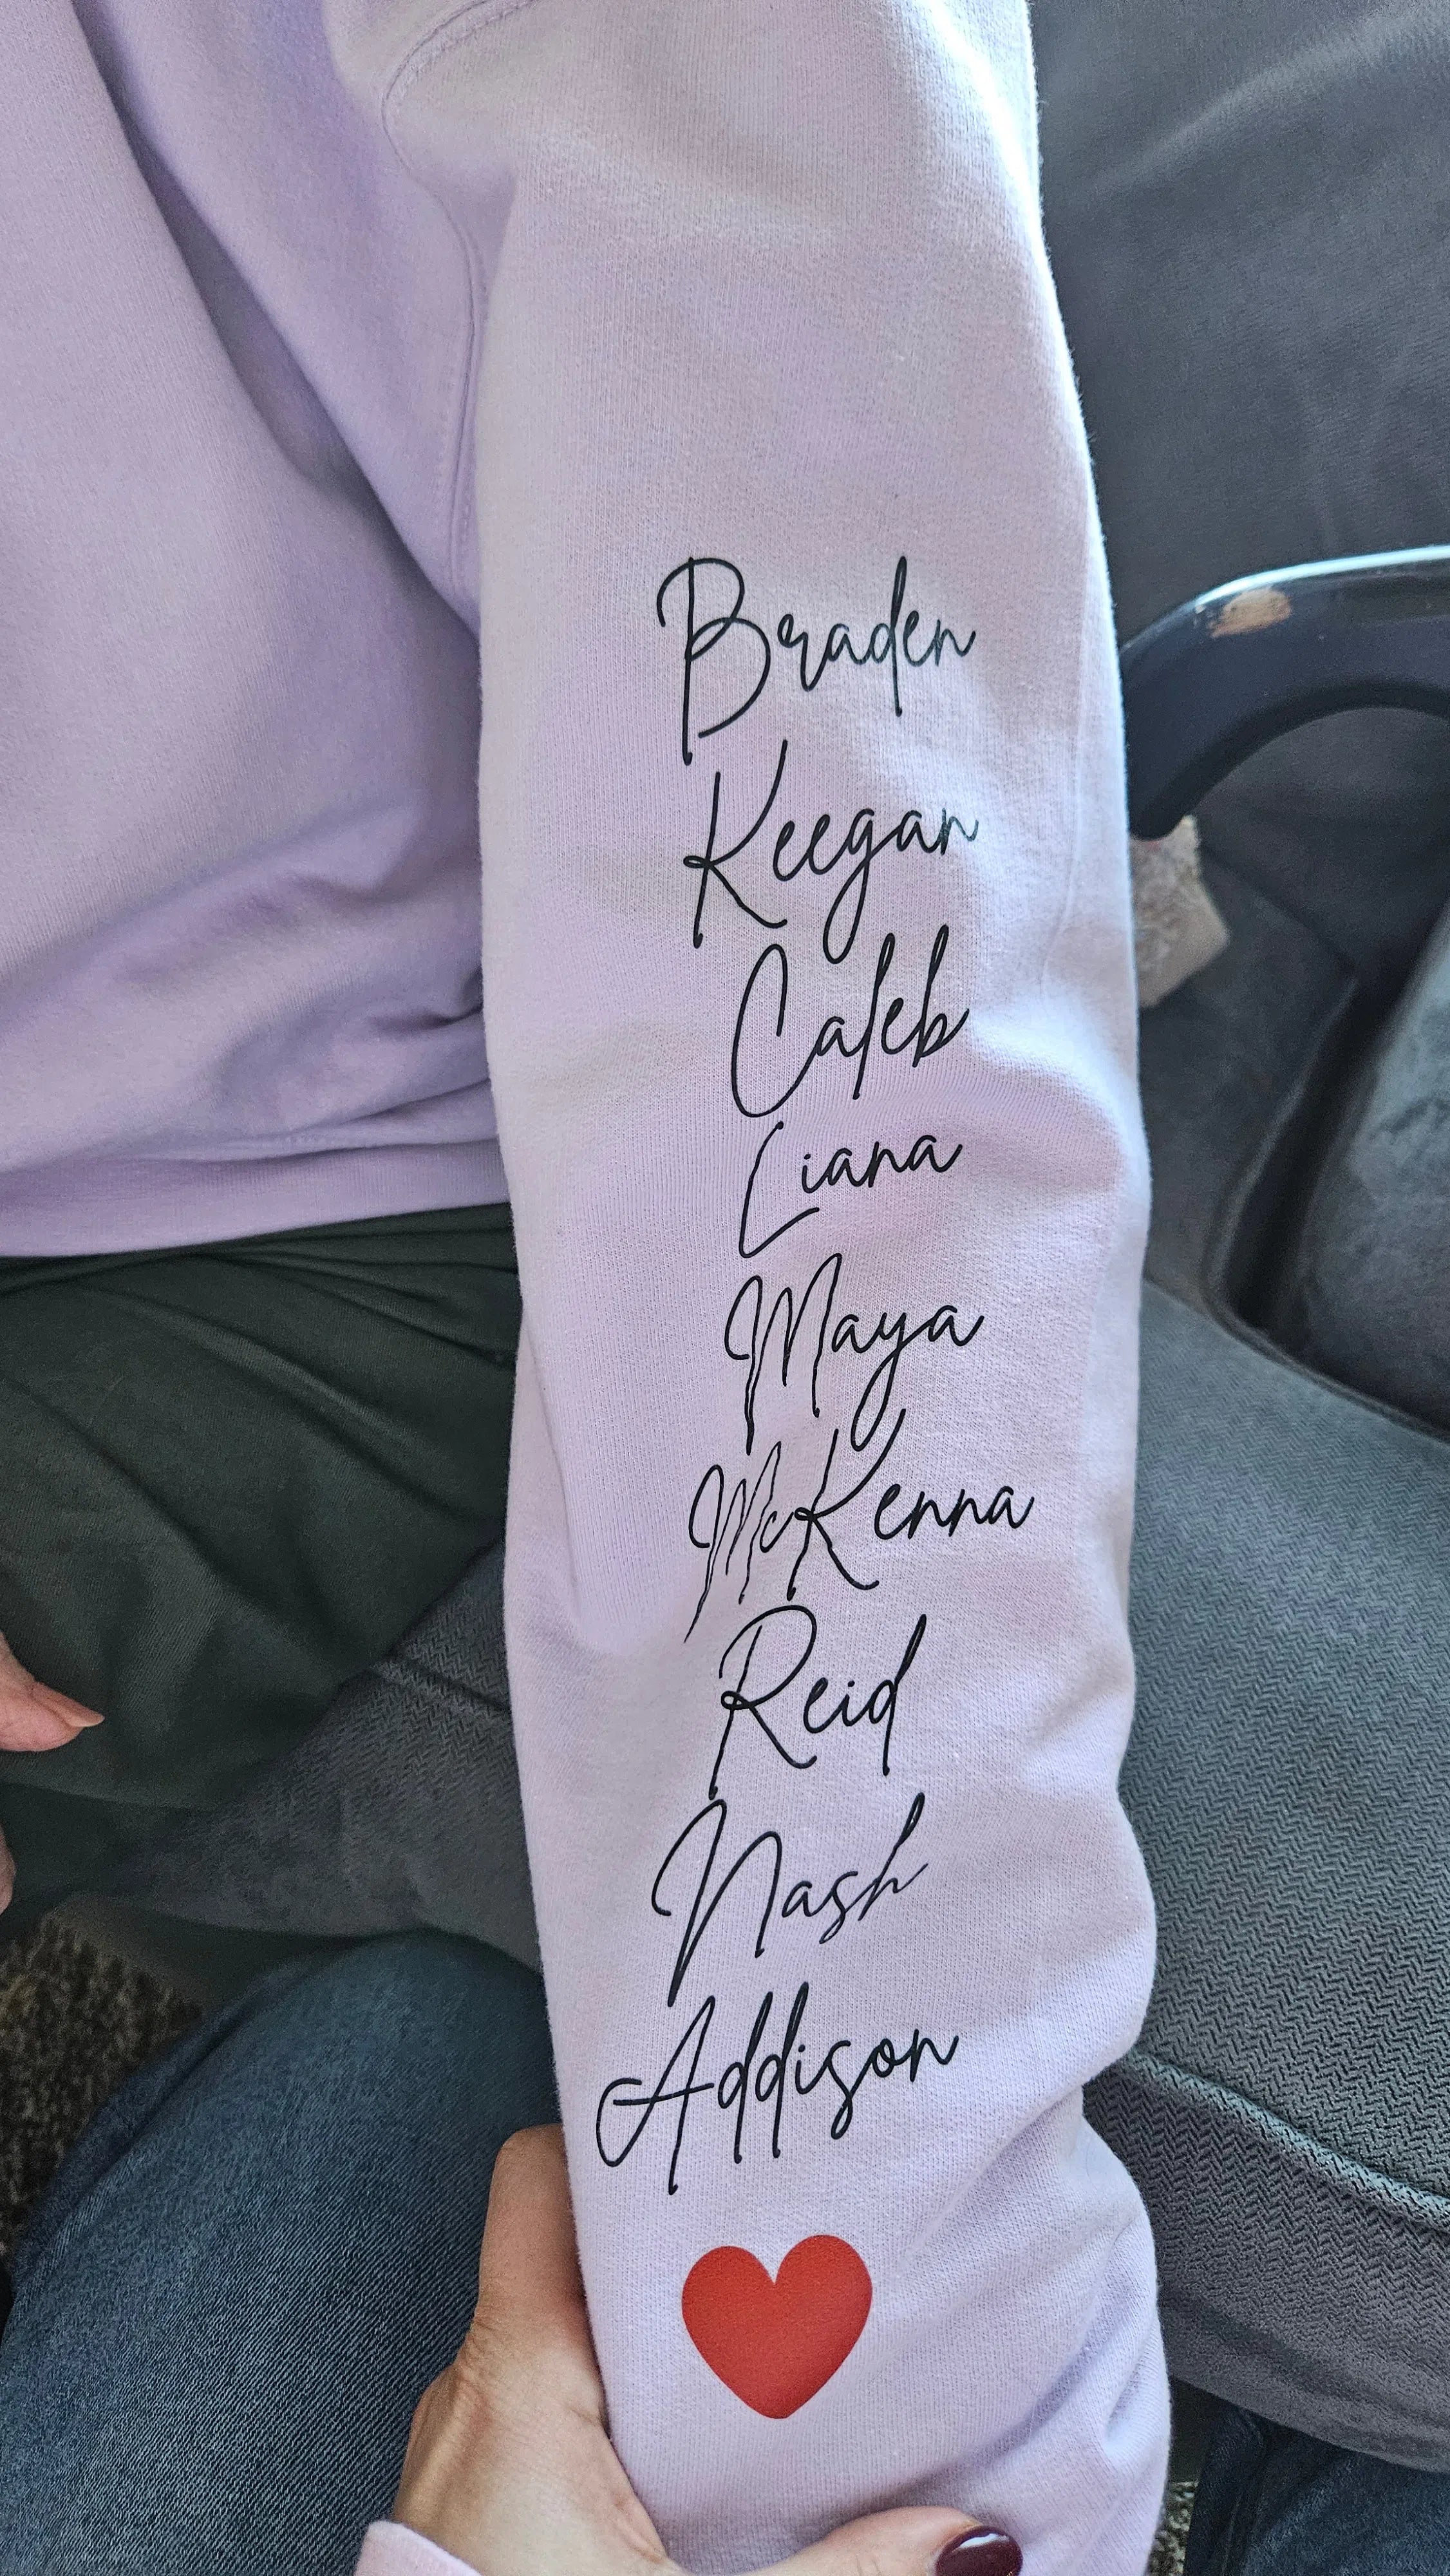 Braden
Keegan
Caleb
Liana
Maya
McKenna
Reid
Nash
Addison